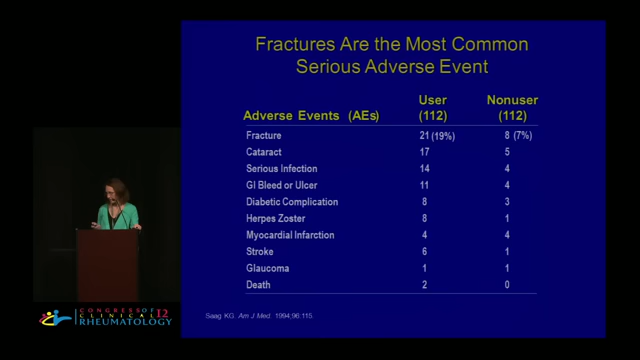 Fractures Are the Most Common
Serious Adverse Event
Adverse Events (AEs) User (112) Nonuser (112)
Fracture 21 (19%) 8 (7%)
Cataract 17 5
Serious Infection 14 4
GI Bleed or Ulcer 11 4
Diabetic Complication 8 3
Herpes Zoster 8 1
Myocardial Infarction 4 4
Stroke 6 1
Glaucoma 1 1
Death 2 0
Saag KG. Am J Med. 1994;96:115.
CONGRESS OF 12
CLINICAL
RHEUMATOLOGY